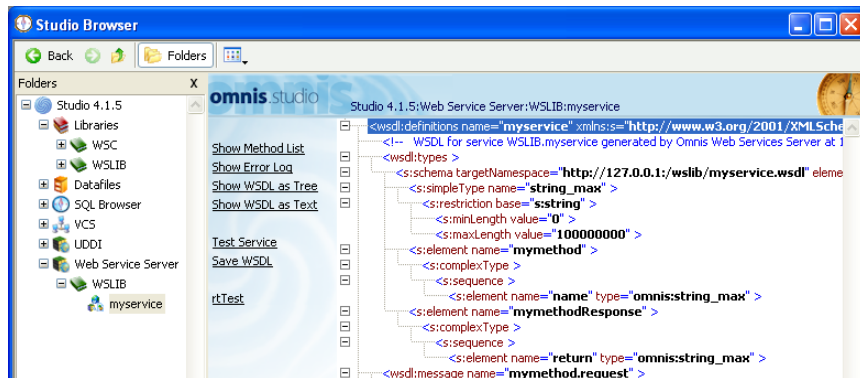 Studio Browser
Back
Folders
Folders
X
Studio 4.1.5
Libraries
WSC
WSLIB
Datafiles
SQL Browser
VCS
UDDI
Web Service Server
WSLIB
myservice
omnis.studio
Studio 4.1.5:Web Service Server:WSLIB:myservice
Show Method List
Show Error Log
Show WSDL as Tree
Show WSDL as Text
Test Service
Save WSDL
rtTest
<wsdl:definitions name="myservice" xmlns:s="http://www.w3.org/2001/XMLSche
<!-- WSDL for service WSLIB.myservice generated by Omnis Web Services Server at 1
<wsdl:types >
<s:schema targetNamespace="http://127.0.0.1:/wslib/myservice.wsdl" eleme
<s:simpleType name="string_max" >
<s:restriction base="s:string" >
<s:minLength value="0" >
<s:maxLength value="100000000" >
<s:element name="mymethod" >
<s:complexType >
<s:sequence >
<s:element name="name" type="omnis:string_max" >
<s:element name="mymethodResponse" >
<s:complexType >
<s:sequence >
<s:element name="return" type="omnis:string_max" >
<wsdl:message name="mymethod.request" >